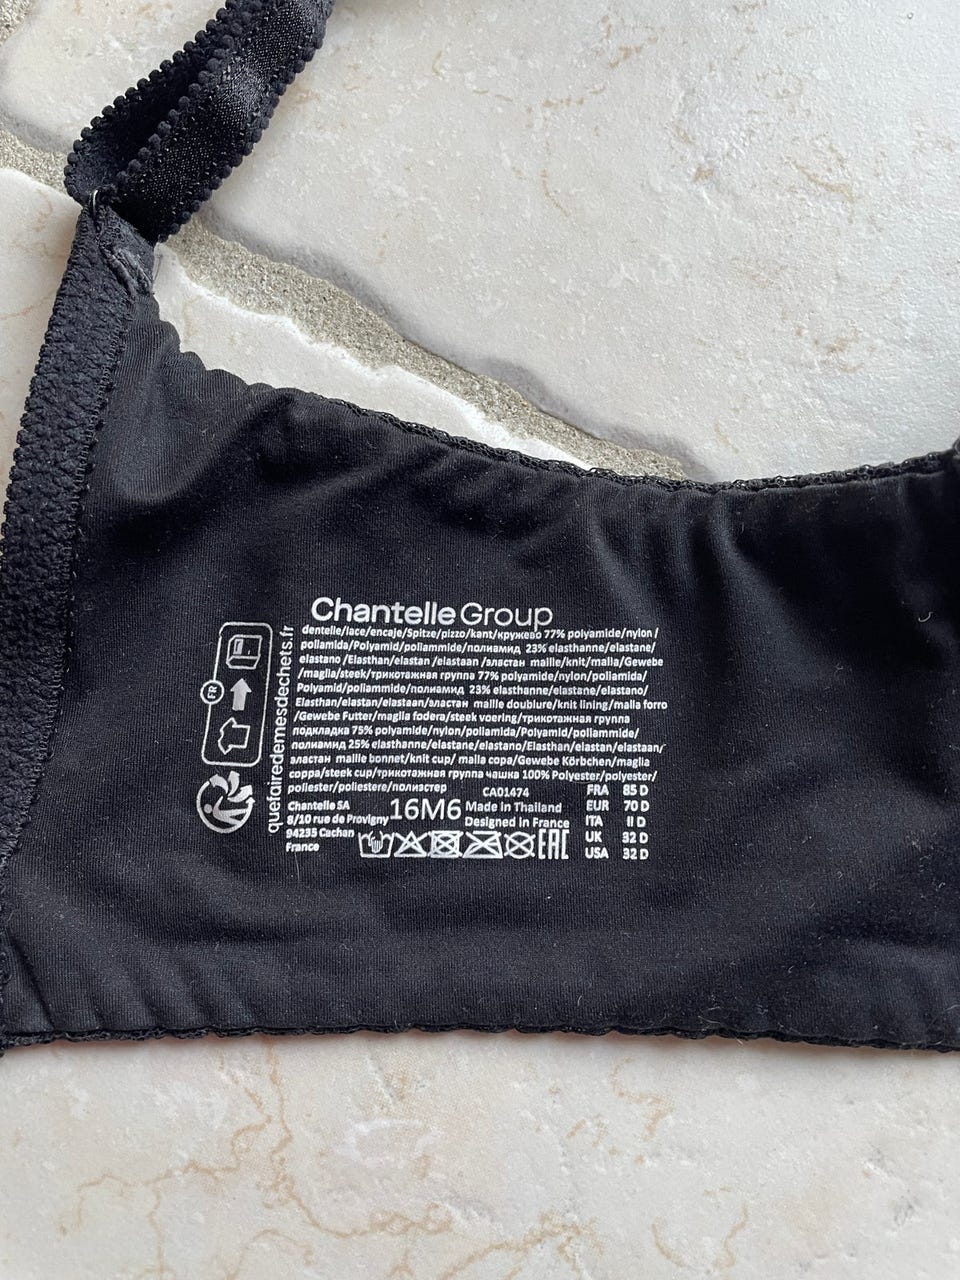 Chantelle Group
dentelle/lace/encaje/Spitze/pizzo/kant/кружево 77% polyamide/nylon/
poliamida/Polyamid/poliammide/полиамид 23% elasthanne/elastane/
elastano/Elasthan/elastan/elastaan/эластан maille/knit/malla/Gewebe
/maglia/steek/трикотажная группа 77% polyamide/nylon/poliamida/
Polyamid/poliammide/полиамид 23% elasthanne/elastane/elastano/
Elasthan/elastan/elastaan/эластан maille doublure/knit lining/malla forro
/Gewebe Futter/maglia fodera/steek voering/трикотажная группа
подкладка 75% polyamide/nylon/poliamida/Polyamid/poliammide/
полиамид 25% elasthanne/elastane/elastano/Elasthan/elastan/elastaan/
эластан maille bonnet/knit cup/ malla copa/Gewebe Körbchen/maglia
coppa/steek cup/трикотажная группа чашка 100% Polyester/polyester/
poliester/poliestere/полиэстер CA01474
Chantelle SA
8/10 rue de Provigny
94235 Cachan
France
16M6
Made in Thailand
Designed in France
EAC
FRA 85 D
EUR 70 D
ITA II D
UK 32 D
USA 32 D
FR
quefairedemesdechets.fr